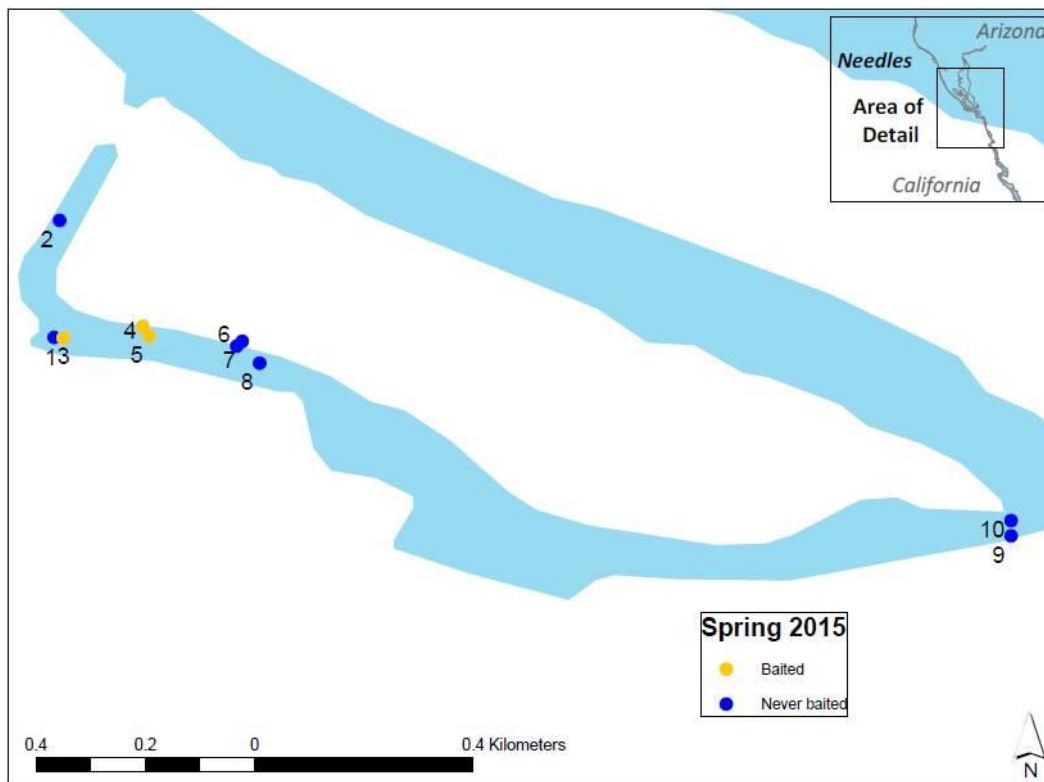 Arizona
Needles
Area of
Detail
California
2
4
6
13
5
7
8
10
9
Spring 2015
Baited
Never baited
0.4 0.2 0 0.4 Kilometers
N